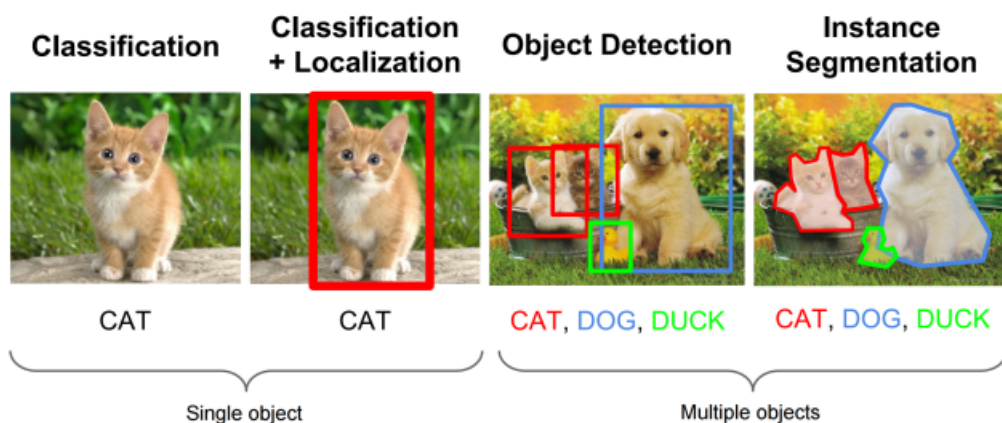 Classification
Classification
+ Localization
Object Detection
Instance
Segmentation
CAT
CAT
CAT, DOG, DUCK
CAT, DOG, DUCK
Single object
Multiple objects